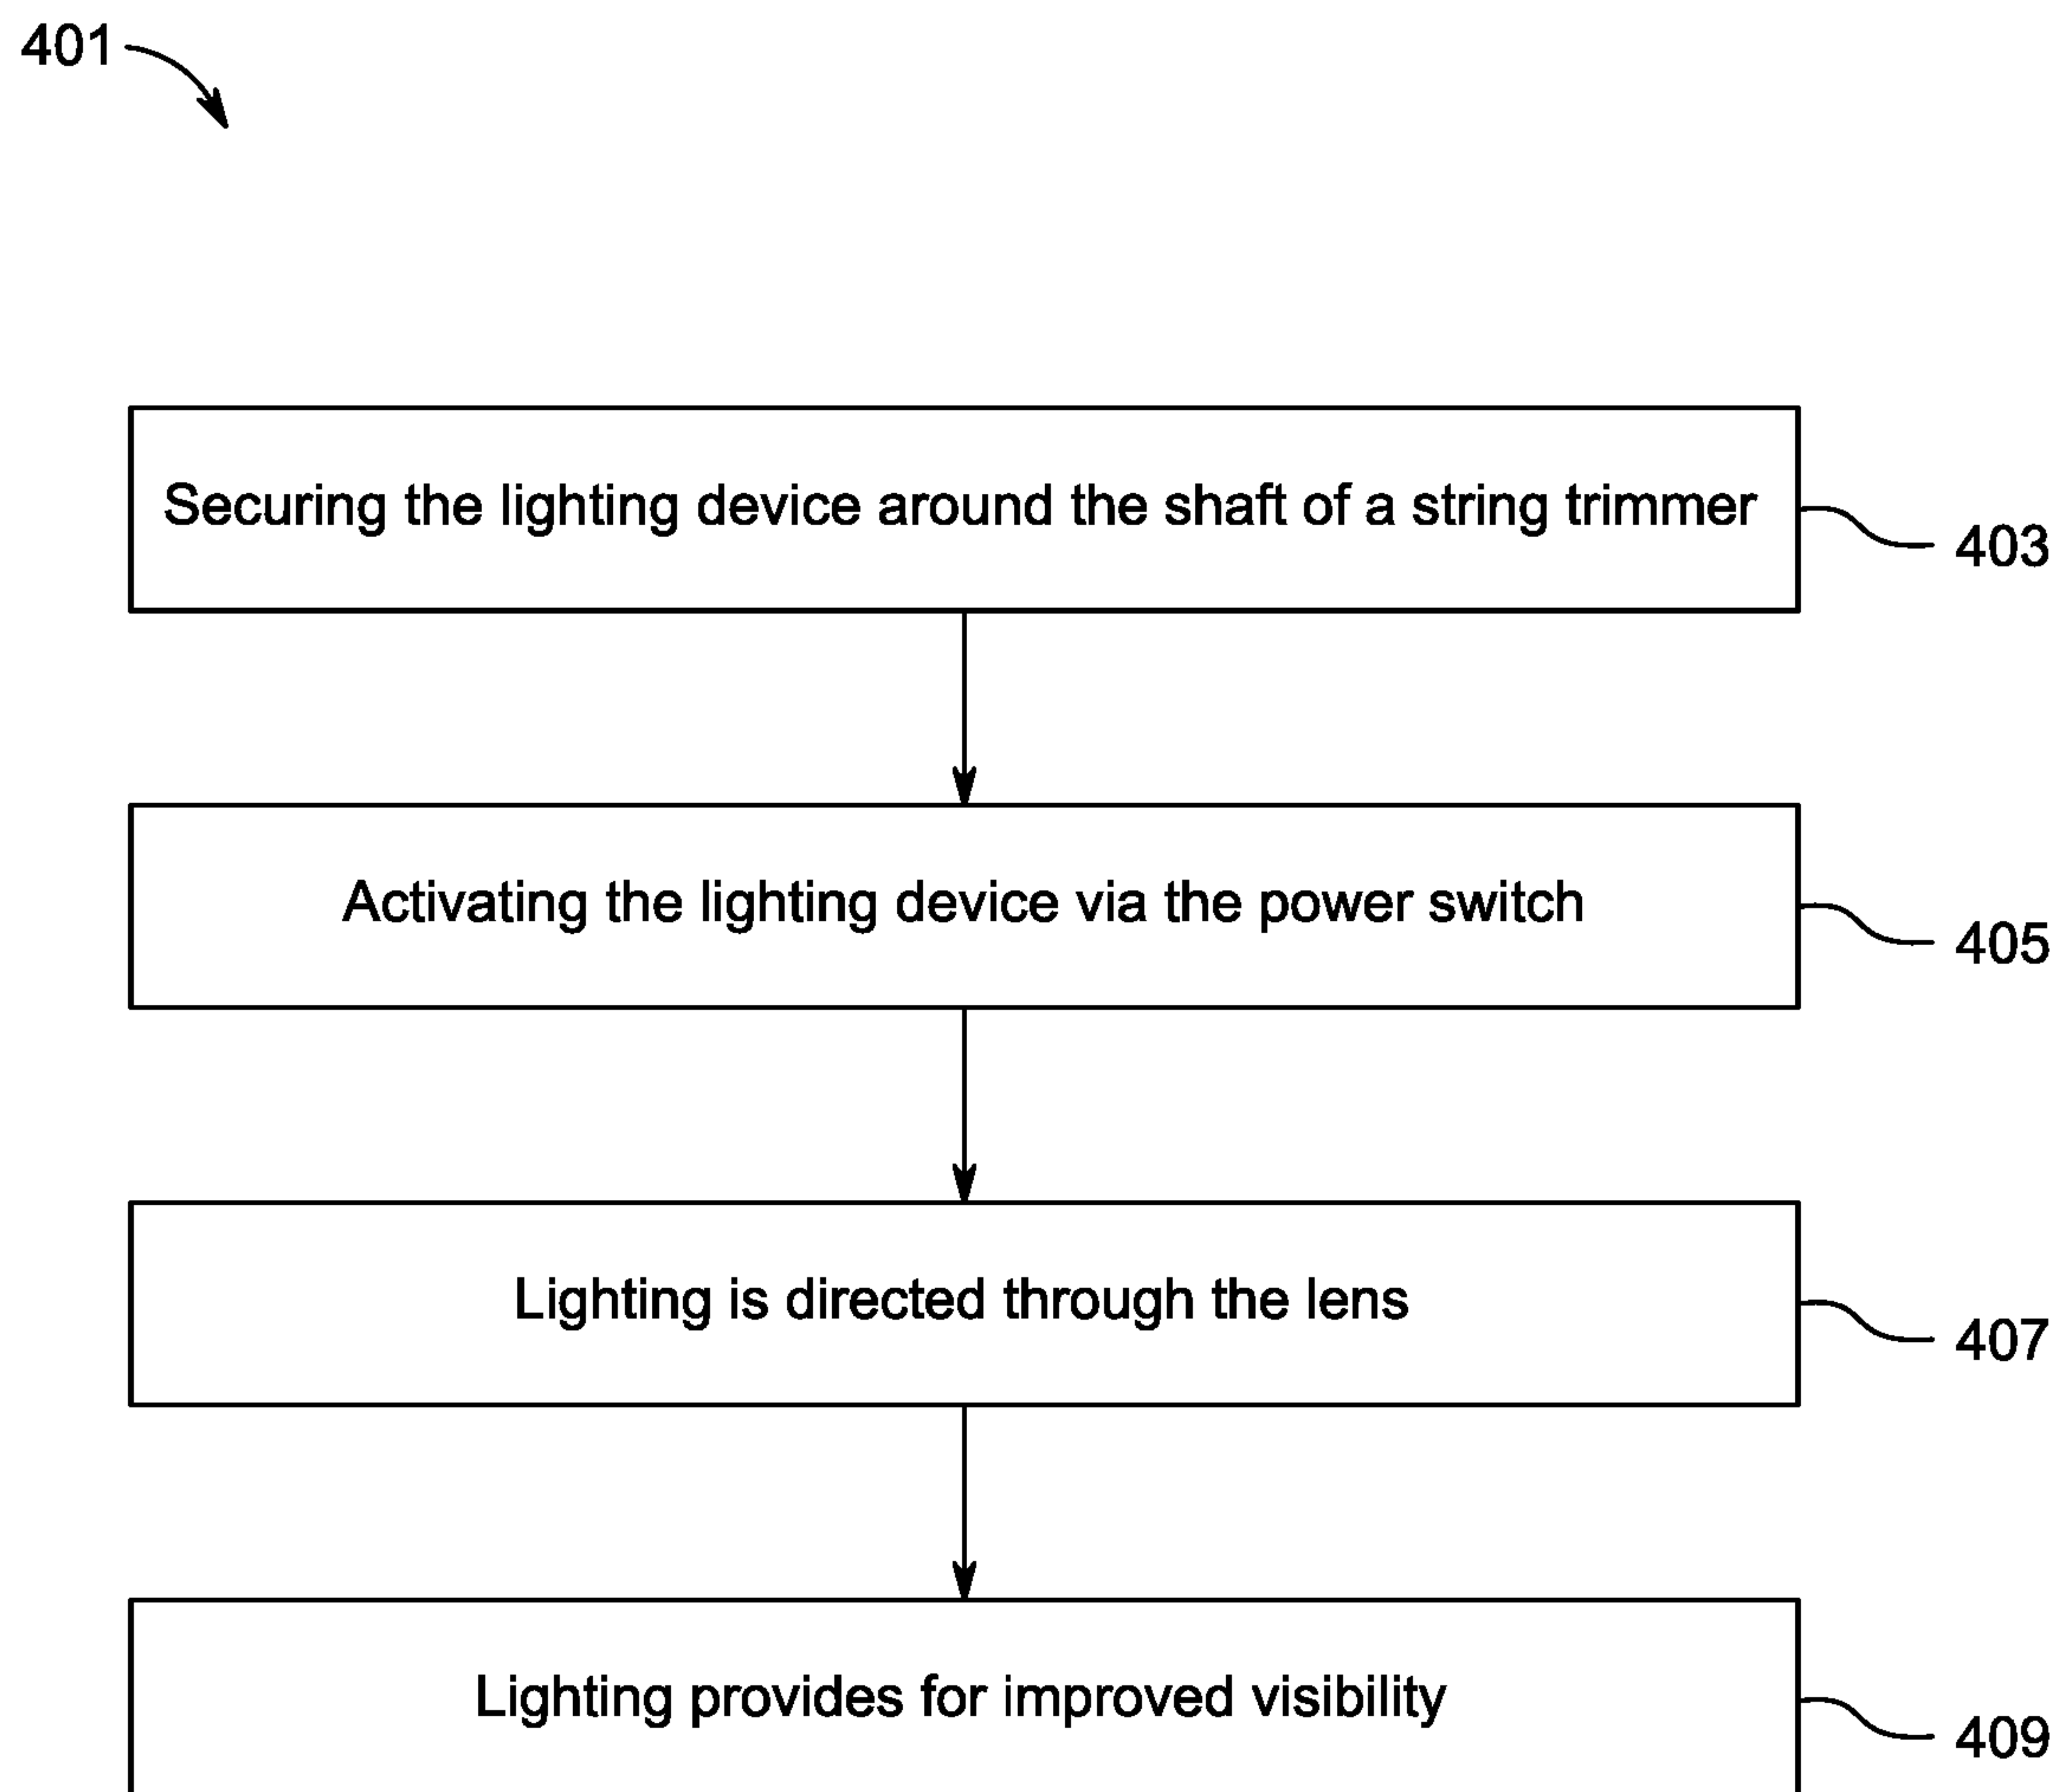 401
Securing the lighting device around the shaft of a string trimmer
403
Activating the lighting device via the power switch
405
Lighting is directed through the lens
407
Lighting provides for improved visibility
409